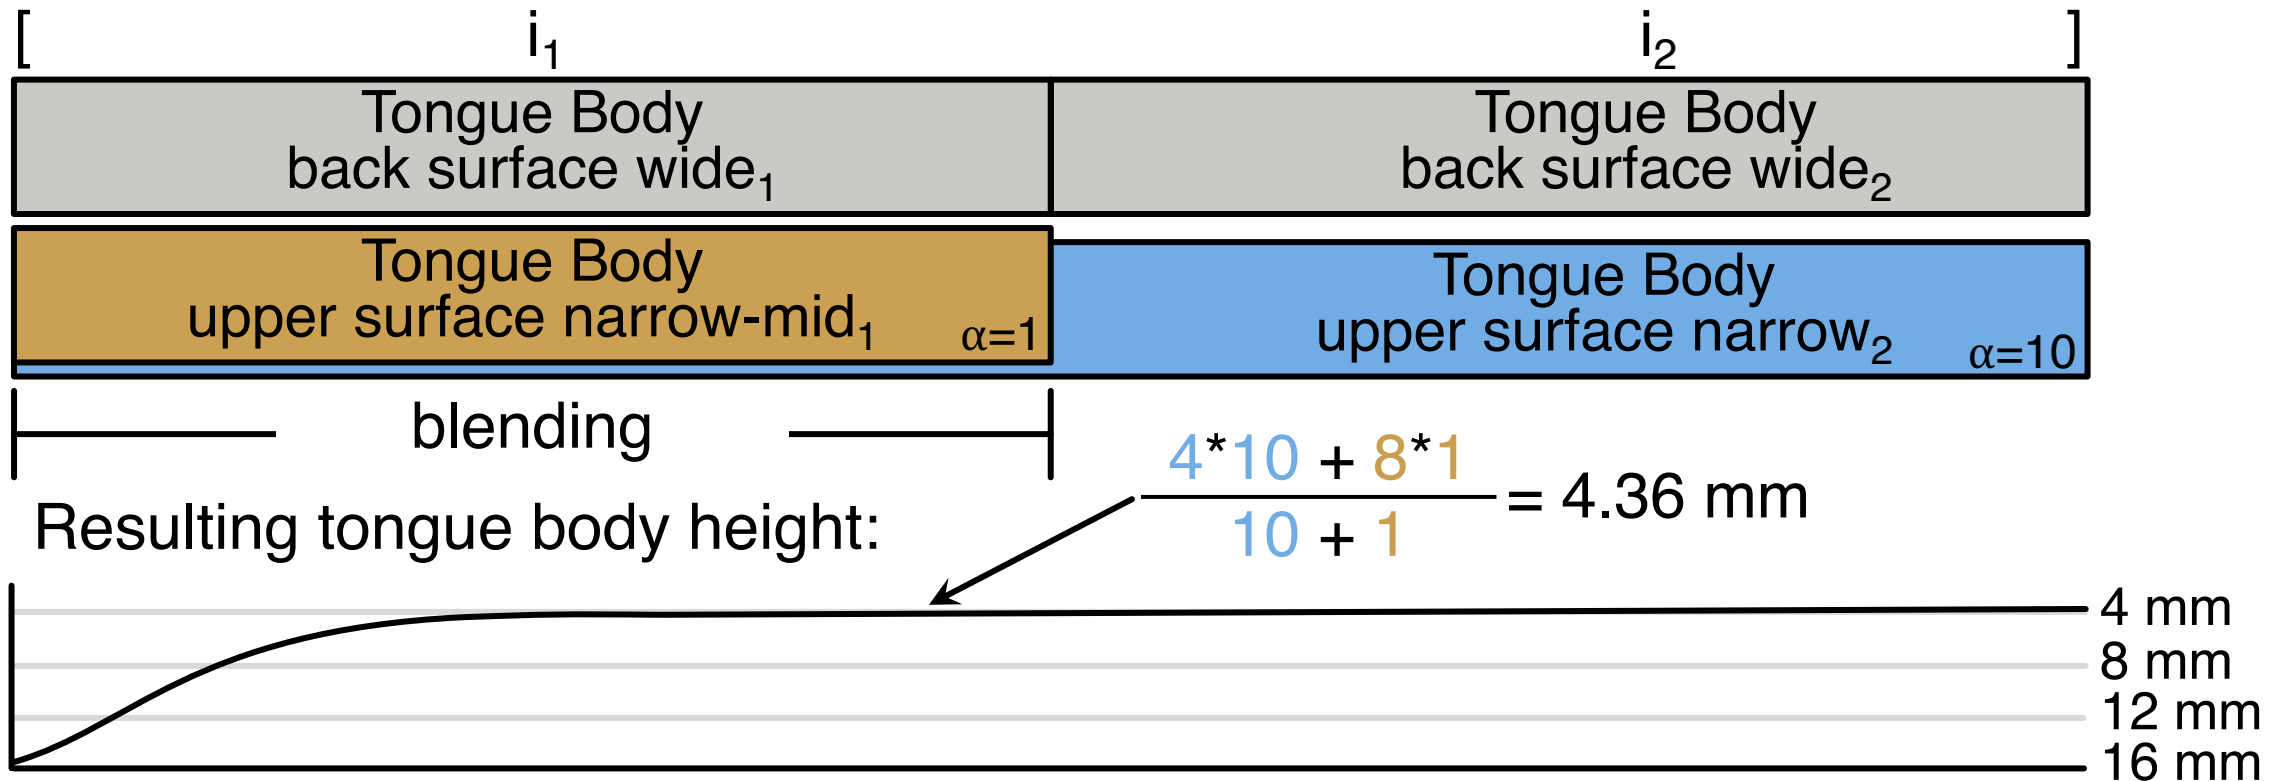 [ i₁ i₂ ]
Tongue Body
back surface wide₁
Tongue Body
back surface wide₂
Tongue Body
upper surface narrow-mid₁ α=1
Tongue Body
upper surface narrow₂ α=10
blending
4*10 + 8*1
10 + 1
= 4.36 mm
Resulting tongue body height:
4 mm
8 mm
12 mm
16 mm